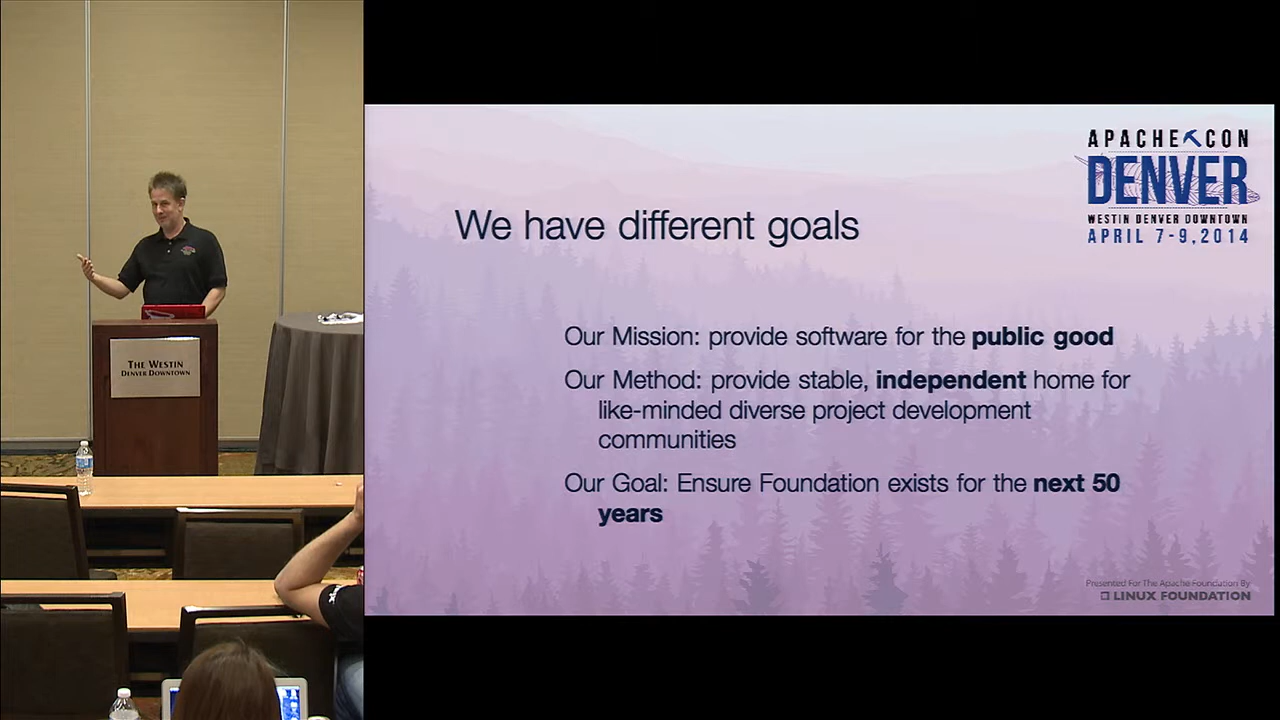 THE WESTIN
DENVER DOWNTOWN
APACHE CON
DENVER
WESTIN DENVER DOWNTOWN
APRIL 7-9, 2014
We have different goals
Our Mission: provide software for the public good
Our Method: provide stable, independent home for
like-minded diverse project development
communities
Our Goal: Ensure Foundation exists for the next 50
years
Presented For The Apache Foundation By
LINUX FOUNDATION